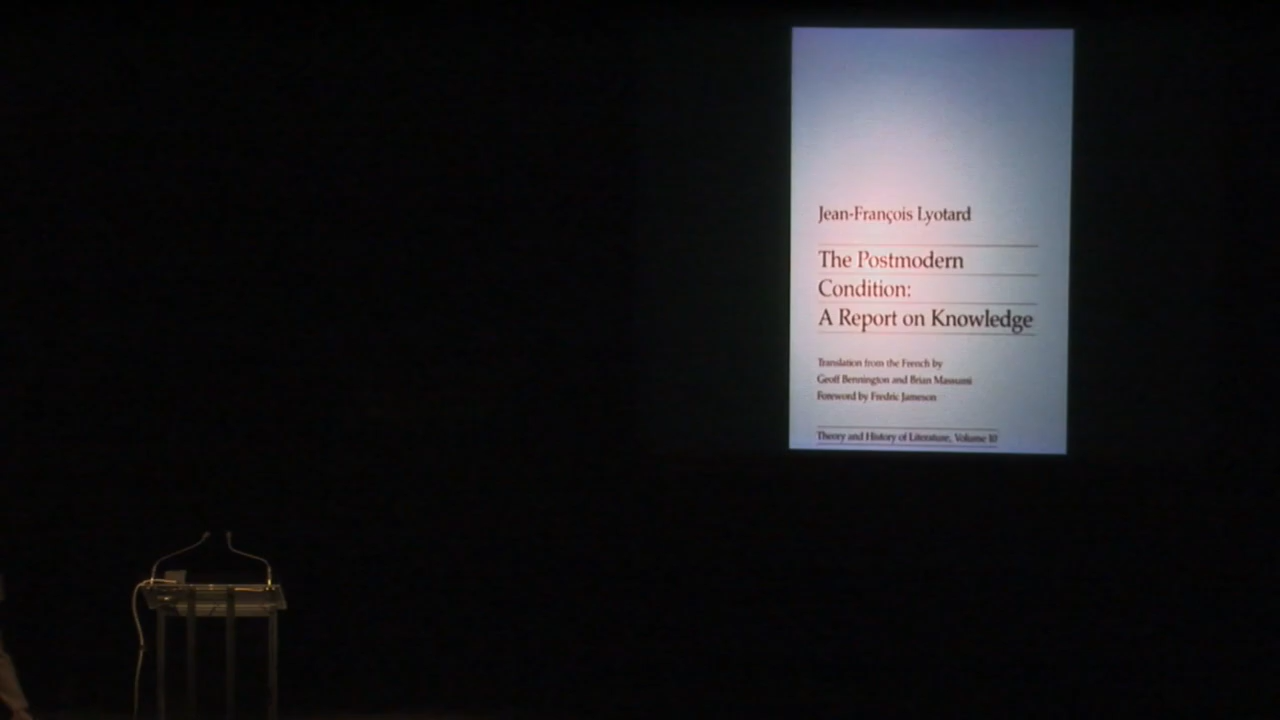 Jean-François Lyotard
The Postmodern
Condition:
A Report on Knowledge
Translation from the French by
Geoff Bennington and Brian Massumi
Foreword by Fredric Jameson
Theory and History of Literature, Volume 10